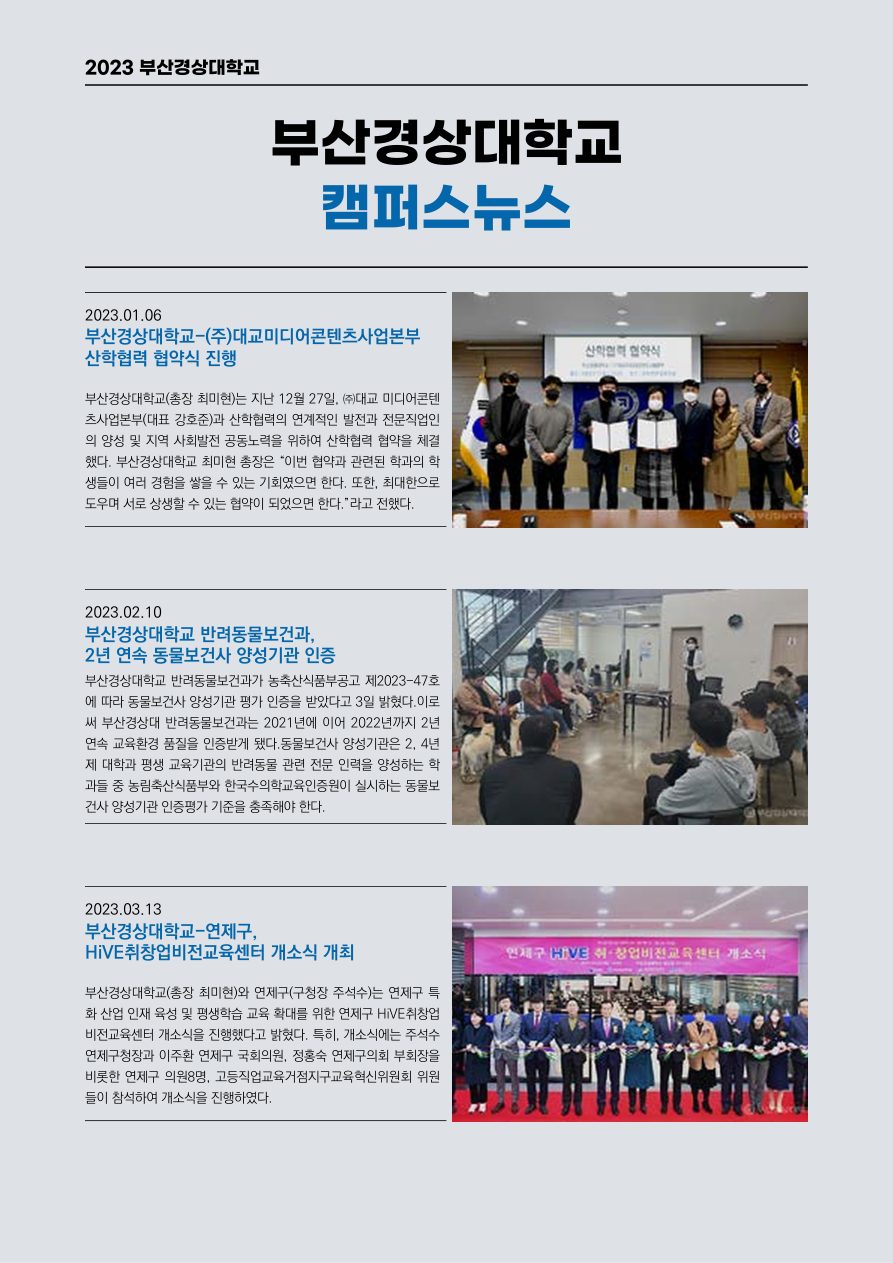 2023 부산경상대학교
부산경상대학교
캠퍼스뉴스
2023.01.06
부산경상대학교-(주)대교미디어콘텐츠사업본부
산학협력 협약식 진행
부산경상대학교(총장 최미현)는 지난 12월 27일, ㈜대교 미디어콘텐
츠사업본부(대표 강호준)과 산학협력의 연계적인 발전과 전문직업인
의 양성 및 지역 사회발전 공동노력을 위하여 산학협력 협약을 체결
했다. 부산경상대학교 최미현 총장은 “이번 협약과 관련된 학과의 학
생들이 여러 경험을 쌓을 수 있는 기회였으면 한다. 또한, 최대한으로
도우며 서로 상생할 수 있는 협약이 되었으면 한다.”라고 전했다.
산학협력 협약식
2023.02.10
부산경상대학교 반려동물보건과,
2년 연속 동물보건사 양성기관 인증
부산경상대학교 반려동물보건과가 농축산식품부공고 제2023-47호
에 따라 동물보건사 양성기관 평가 인증을 받았다고 3일 밝혔다.이로
써 부산경상대 반려동물보건과는 2021년에 이어 2022년까지 2년
연속 교육환경 품질을 인증받게 됐다.동물보건사 양성기관은 2, 4년
제 대학과 평생 교육기관의 반려동물 관련 전문 인력을 양성하는 학
과들 중 농림축산식품부와 한국수의학교육인증원이 실시하는 동물보
건사 양성기관 인증평가 기준을 충족해야 한다.
2023.03.13
부산경상대학교-연제구,
HiVE취창업비전교육센터 개소식 개최
부산경상대학교(총장 최미현)와 연제구(구청장 주석수)는 연제구 특
화 산업 인재 육성 및 평생학습 교육 확대를 위한 연제구 HiVE취창업
비전교육센터 개소식을 진행했다고 밝혔다. 특히, 개소식에는 주석수
연제구청장과 이주환 연제구 국회의원, 정홍숙 연제구의회 부회장을
비롯한 연제구 의원8명, 고등직업교육거점지구교육혁신위원회 위원
들이 참석하여 개소식을 진행하였다.
연제구 HiVE 취·창업비전교육센터 개소식